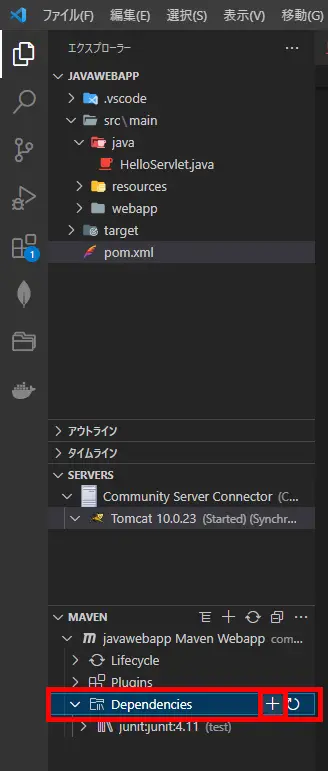 ファイル(F) 編集(E) 選択(S) 表示(V) 移動(G)
エクスプローラー
JAVAWEBAPP
.vscode
src\main
java
HelloServlet.java
resources
webapp
target
pom.xml
1
アウトライン
タイムライン
SERVERS
Community Server Connector (C...
Tomcat 10.0.23 (Started) (Synchr...
MAVEN
javawebapp Maven Webapp com...
Lifecycle
Plugins
Dependencies
junit:junit:4.11 (test)